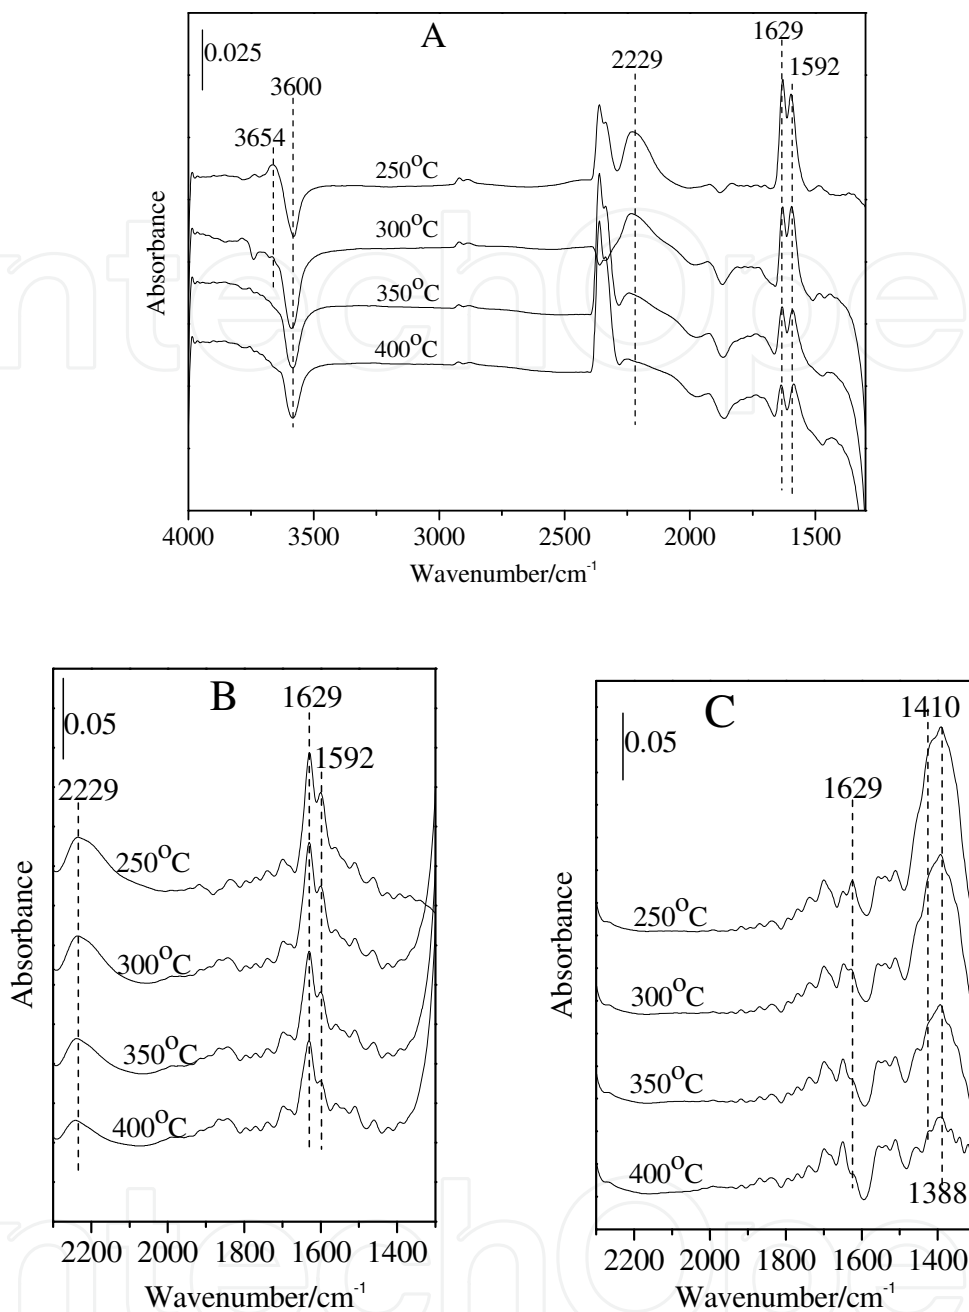 A
0.025
3600
3654
2229
1629
1592
250°C
300°C
350°C
400°C
Absorbance
4000 3500 3000 2500 2000 1500
Wavenumber/cm⁻¹
B
0.05
1629
1592
2229
250°C
300°C
350°C
400°C
Absorbance
2200 2000 1800 1600 1400
Wavenumber/cm⁻¹
C
0.05
1410
1629
250°C
300°C
350°C
400°C
1388
Absorbance
2200 2000 1800 1600 1400
Wavenumber/cm⁻¹
ntechOpe
ntechOpe